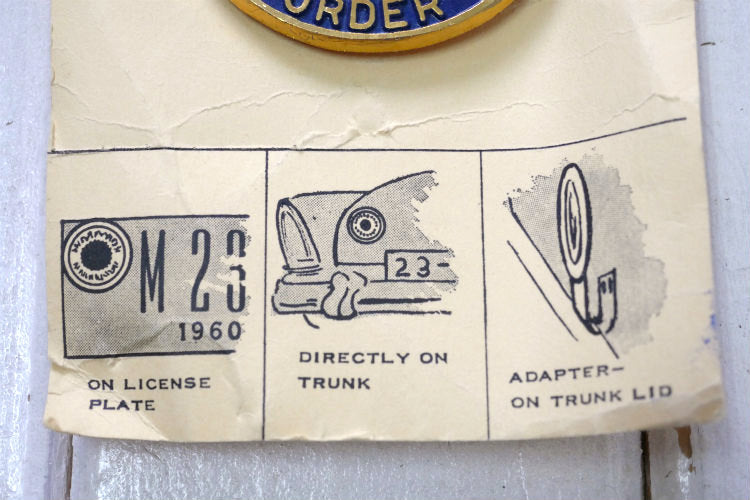 ORDER
M 23
1960
23-
ON LICENSE
PLATE
DIRECTLY ON
TRUNK
ADAPTER-
ON TRUNK LID